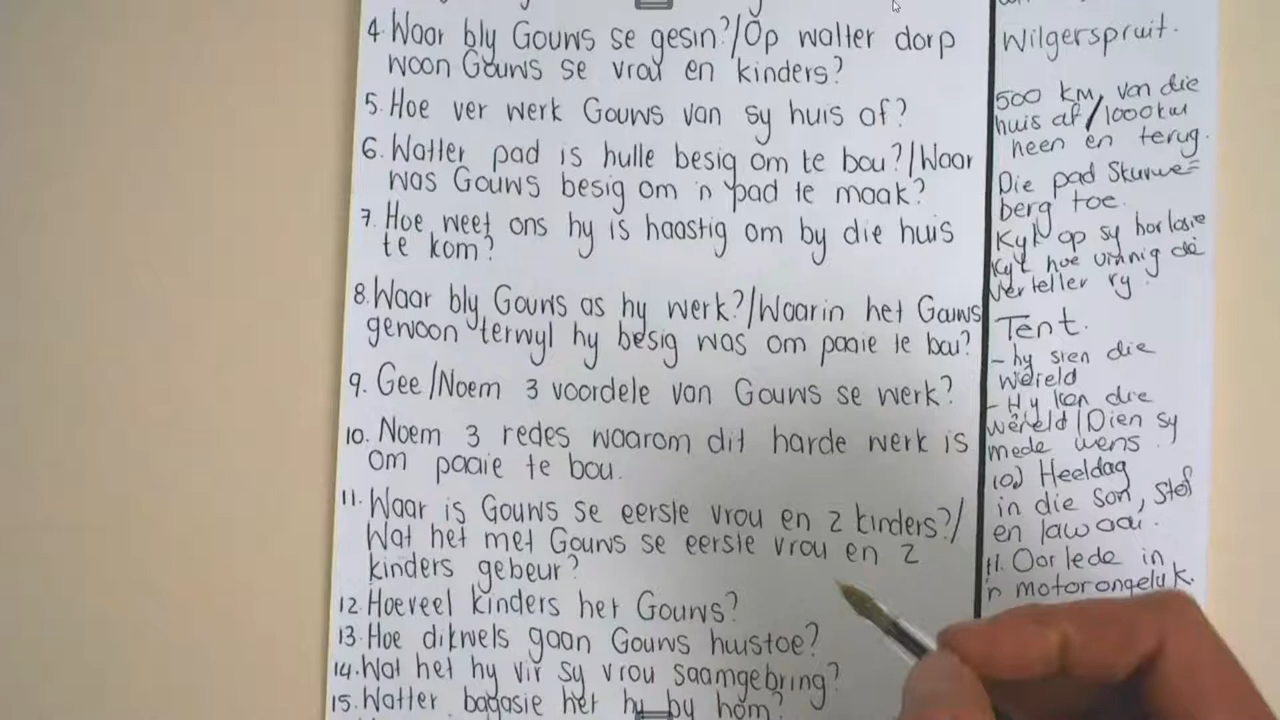 4. Waar bly Gouws se gesin?/Op walter dorp
woon Gouws se vrou en kinders?
5. Hoe ver werk Gouws van sy huis af?
6. Watter pad is hulle besig om te bou?/Waar
was Gouws besig om 'n pad te maak?
7. Hoe weet ons hy is haastig om by die huis
te kom?
8. Waar bly Gouws as hy werk?/Waarin het Gouws
gewoon terwyl hy besig was om paaie te bou?
9. Gee/Noem 3 voordele van Gouws se werk?
10. Noem 3 redes waarom dit harde werk is
om paaie te bou.
11. Waar is Gouws se eerste vrou en 2 kinders?/
Wat het met Gouws se eerste vrou en 2
kinders gebeur?
12. Hoeveel kinders het Gouws?
13. Hoe dikwels gaan Gouws huistoe?
14. Wat het hy vir sy vrou saamgebring?
15. Watter bagasie het hy by hom?
Wilgerspruit.
500 km van die
huis af/1000km
heen en terug.
Die pad Sturwe=
berg toe.
Kyk op sy horlosie
Kyk hoe vinnig die
verteller ry.
Tent.
- hy sien die
wêreld
- Hy ken die
wêreld/Dien sy
mede mens.
10.) Heeldag
in die son, stof
en lawaai.
11. Oorlede in
'n motorongeluk.